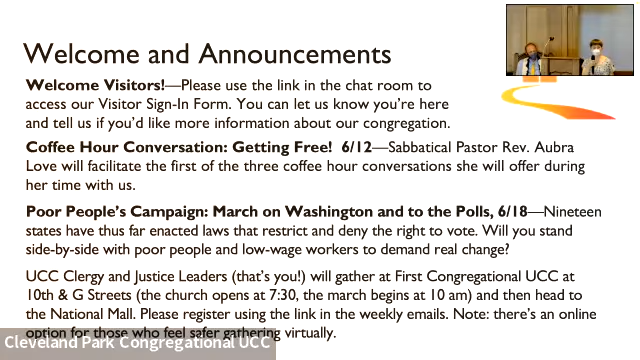 Welcome and Announcements
Welcome Visitors!—Please use the link in the chat room to
access our Visitor Sign-In Form. You can let us know you're here
and tell us if you'd like more information about our congregation.
Coffee Hour Conversation: Getting Free!  6/12—Sabbatical Pastor Rev. Aubra
Love will facilitate the first of the three coffee hour conversations she will offer during
her time with us.
Poor People's Campaign: March on Washington and to the Polls, 6/18—Nineteen
states have thus far enacted laws that restrict and deny the right to vote. Will you stand
side-by-side with poor people and low-wage workers to demand real change?
UCC Clergy and Justice Leaders (that's you!) will gather at First Congregational UCC at
10th & G Streets (the church opens at 7:30, the march begins at 10 am) and then head to
the National Mall. Please register using the link in the weekly emails. Note: there's an online
option for those who feel safer gathering virtually.
Cleveland Park Congregational UCC